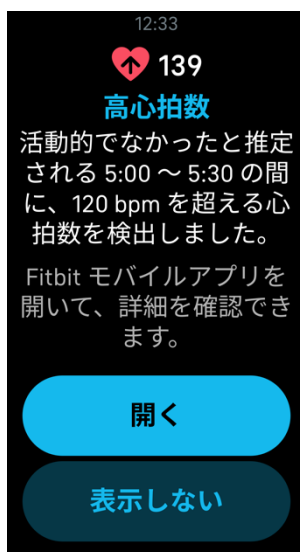 12:33
139
高心拍数
活動的でなかったと推定
される 5:00 ～ 5:30 の間
に、120 bpm を超える心
拍数を検出しました。
Fitbit モバイルアプリを
開いて、詳細を確認でき
ます。
開く
表示しない